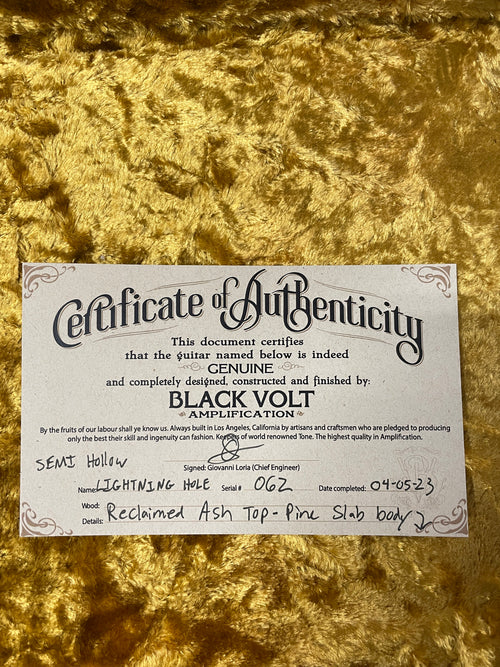 Certificate of Authenticity
This document certifies
that the guitar named below is indeed
GENUINE
and completely designed, constructed and finished by:
BLACK VOLT
AMPLIFICATION
By the fruits of our labour shall ye know us. Always built in Los Angeles, California by artisans and craftsmen who are pledged to producing
only the best their skill and ingenuity can fashion. Keepers of world renowned Tone. The highest quality in Amplification.
Signed: Giovanni Loria (Chief Engineer)
SEMI Hollow
Name: LIGHTNING HOLE Serial# 062 Date completed: 04-05-23
Wood:
Details: Reclaimed Ash Top - Pine Slab body